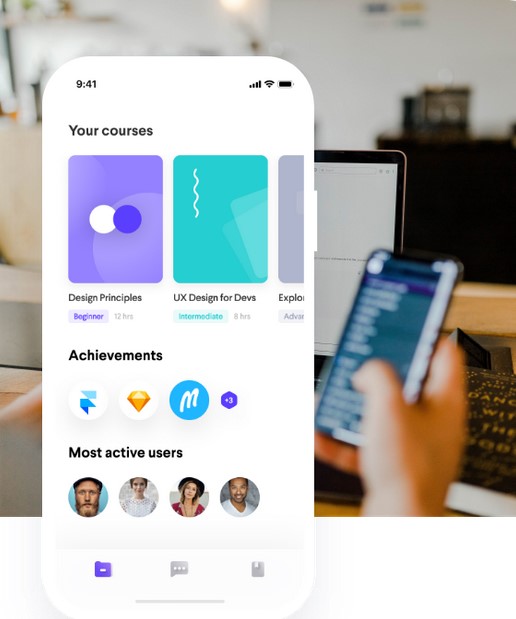 9:41
Your courses
Design Principles
UX Design for Devs
Explor
Beginner
12 hrs
Intermediate
8 hrs
Advan
Achievements
+3
Most active users